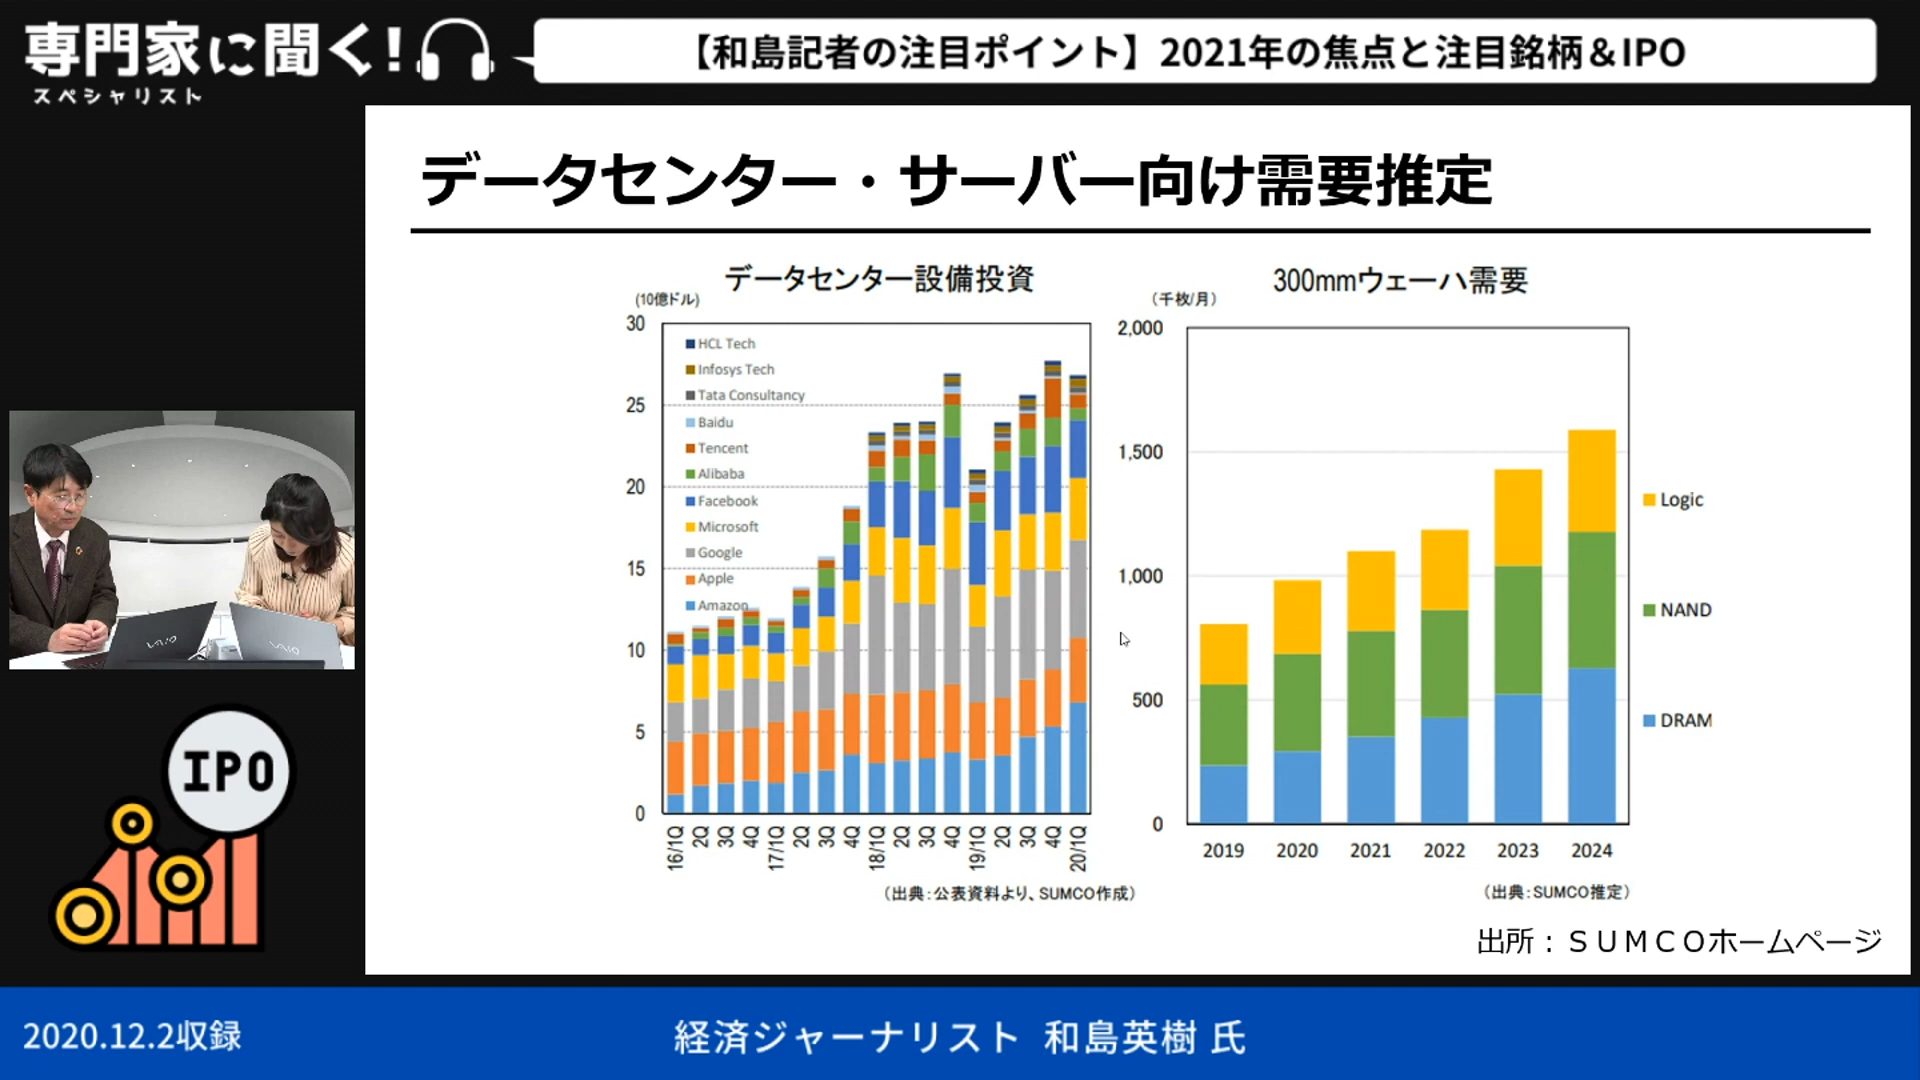 専門家に聞く!
スペシャリスト
【和島記者の注目ポイント】2021年の焦点と注目銘柄&IPO
データセンター・サーバー向け需要推定
データセンター設備投資
(10億ドル)
30
25
20
15
10
5
0
HCL Tech
Infosys Tech
Tata Consultancy
Baidu
Tencent
Alibaba
Facebook
Microsoft
Google
Apple
Amazon
16/1Q 2Q 3Q 4Q 17/1Q 2Q 3Q 4Q 18/1Q 2Q 3Q 4Q 19/1Q 2Q 3Q 4Q 20/1Q
(出典:公表資料より、SUMCO作成)
300mmウェーハ需要
(千枚/月)
2,000
1,500
1,000
500
0
Logic
NAND
DRAM
2019 2020 2021 2022 2023 2024
(出典:SUMCO推定)
出所:SUMCOホームページ
VAIO
VAIO
IPO
2020.12.2収録
経済ジャーナリスト 和島英樹 氏